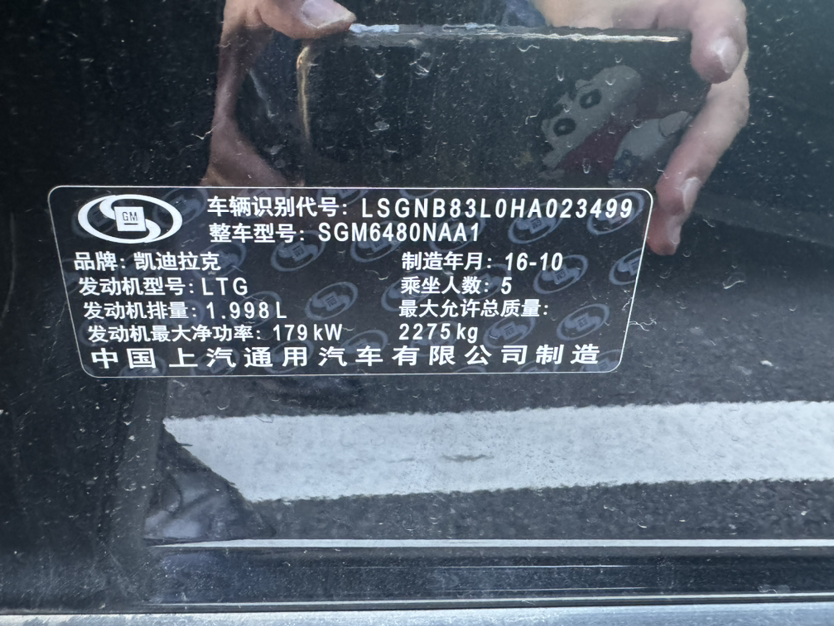 GM
车辆识别代号: LSGNB83L0HA023499
整车型号: SGM6480NAA1
品牌: 凯迪拉克 制造年月: 16-10
发动机型号: LTG 乘坐人数: 5
发动机排量: 1.998L 最大允许总质量:
发动机最大净功率: 179kW 2275kg
中国上汽通用汽车有限公司制造